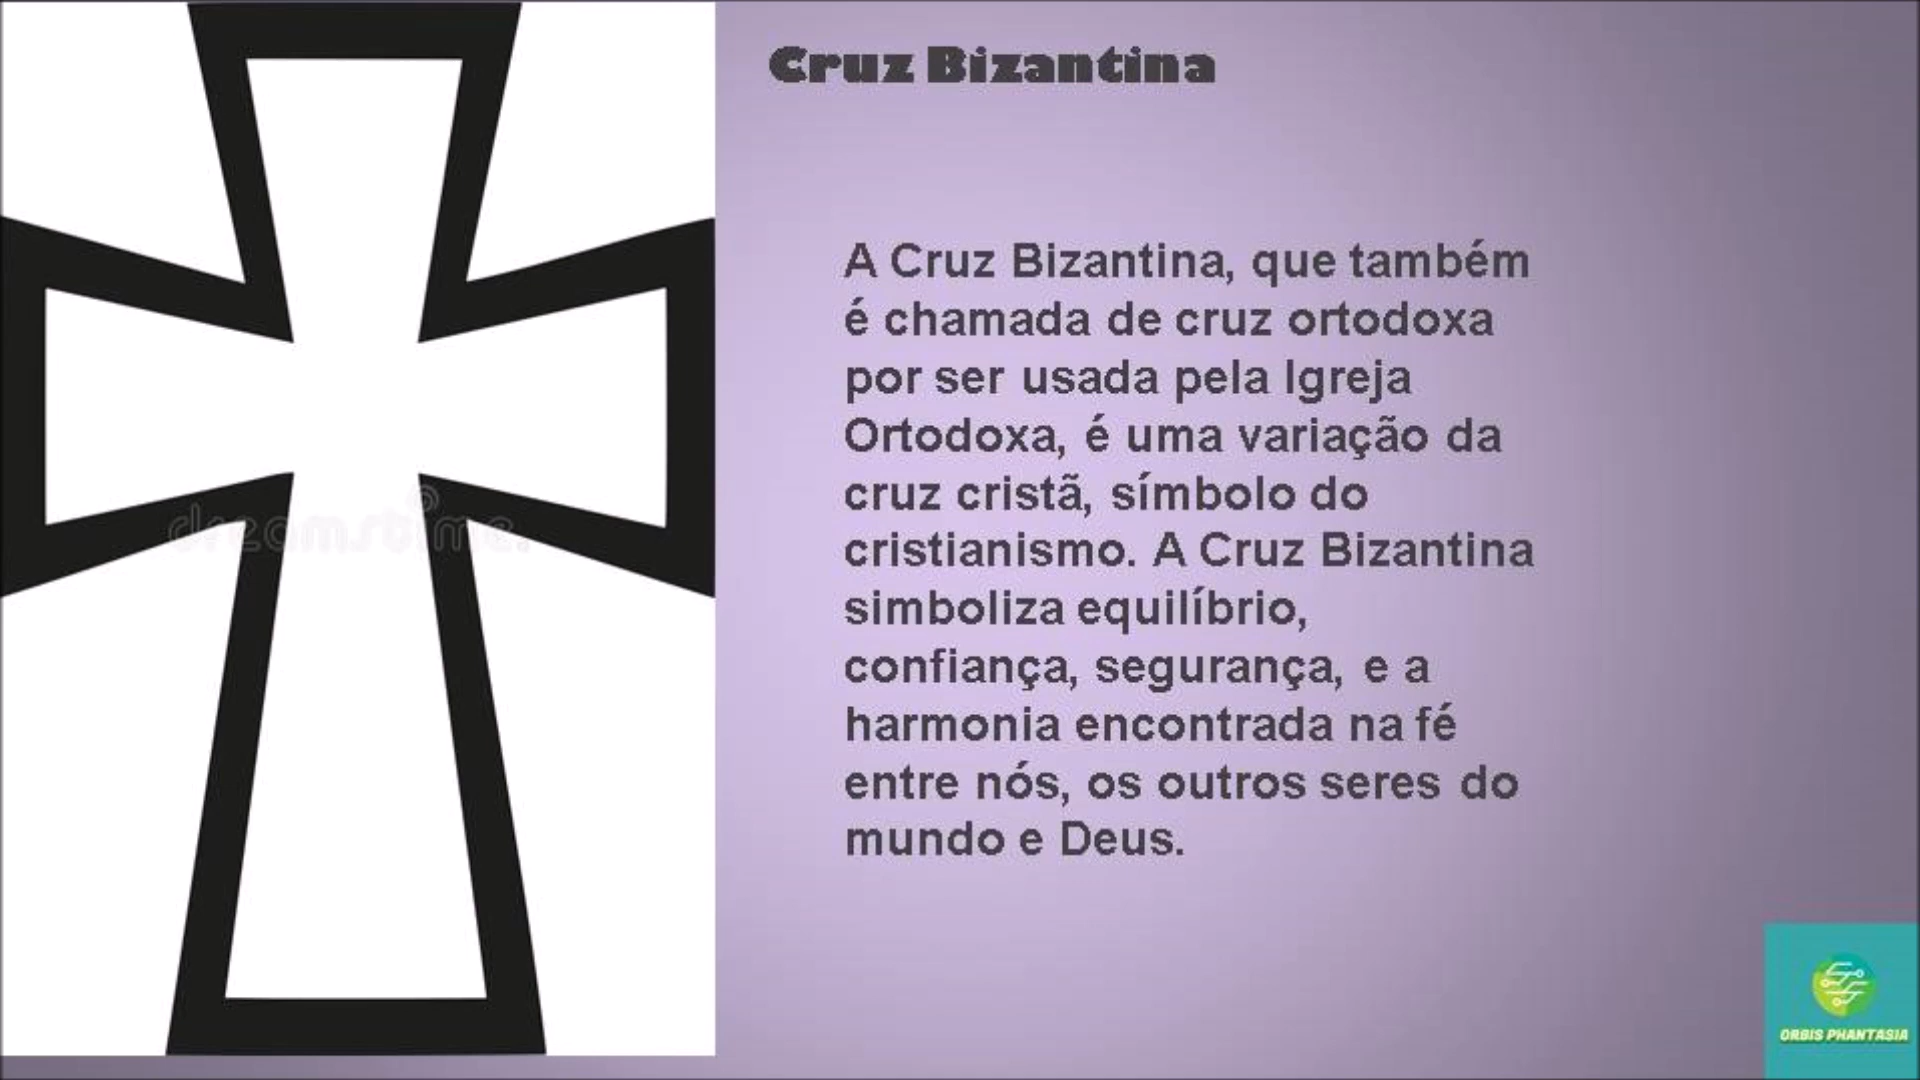 Cruz Bizantina
A Cruz Bizantina, que também
é chamada de cruz ortodoxa
por ser usada pela Igreja
Ortodoxa, é uma variação da
cruz cristã, símbolo do
cristianismo. A Cruz Bizantina
simboliza equilíbrio,
confiança, segurança, e a
harmonia encontrada na fé
entre nós, os outros seres do
mundo e Deus.
dreamstime.
ORBIS PHANTASIA